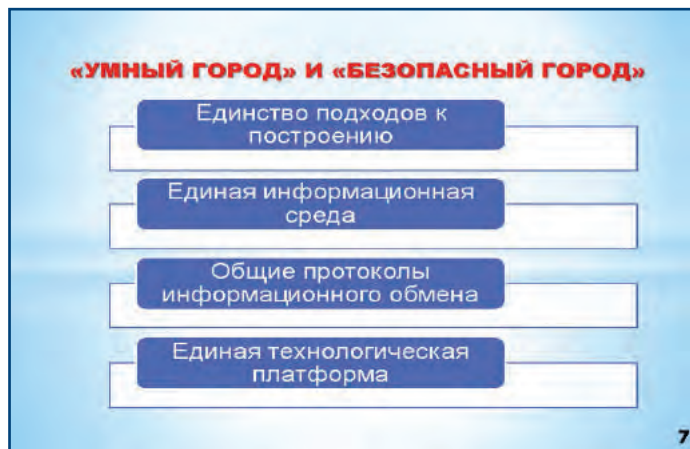 «УМНЫЙ ГОРОД» И «БЕЗОПАСНЫЙ ГОРОД»
Единство подходов к
построению
Единая информационная
среда
Общие протоколы
информационного обмена
Единая технологическая
платформа
7